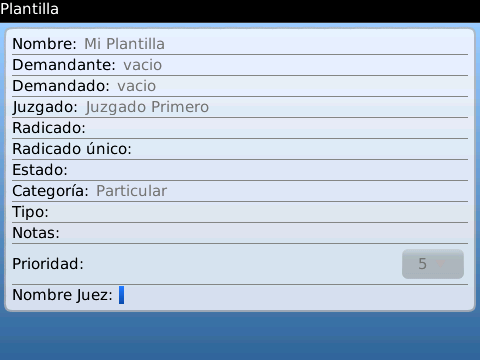 Plantilla
Nombre: Mi Plantilla
Demandante: vacio
Demandado: vacio
Juzgado: Juzgado Primero
Radicado:
Radicado único:
Estado:
Categoría: Particular
Tipo:
Notas:
Prioridad: 5
Nombre Juez: